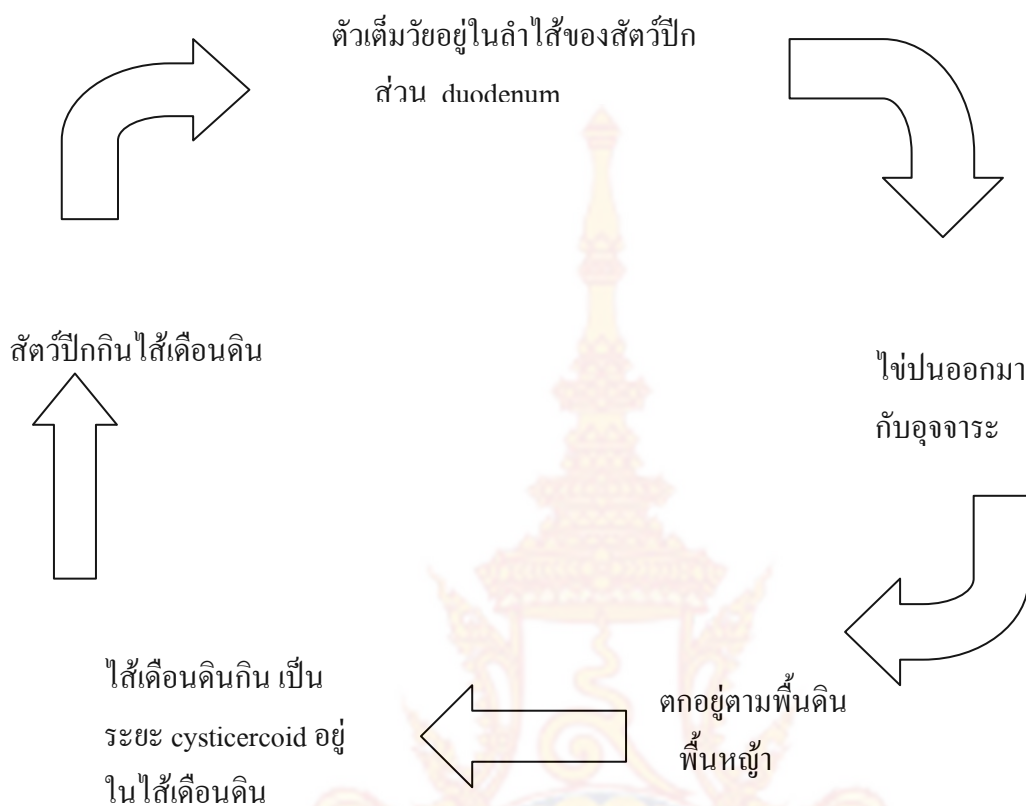 ตัวเต็มวัยอยู่ในลำไส้ของสัตว์ปีก
ส่วน duodenum
ไข่ปนออกมา
กับอุจจาระ
ตกอยู่ตามพื้นดิน
พื้นหญ้า
ไส้เดือนดินกิน เป็น
ระยะ cysticercoid อยู่
ในไส้เดือนดิน
สัตว์ปีกกินไส้เดือนดิน